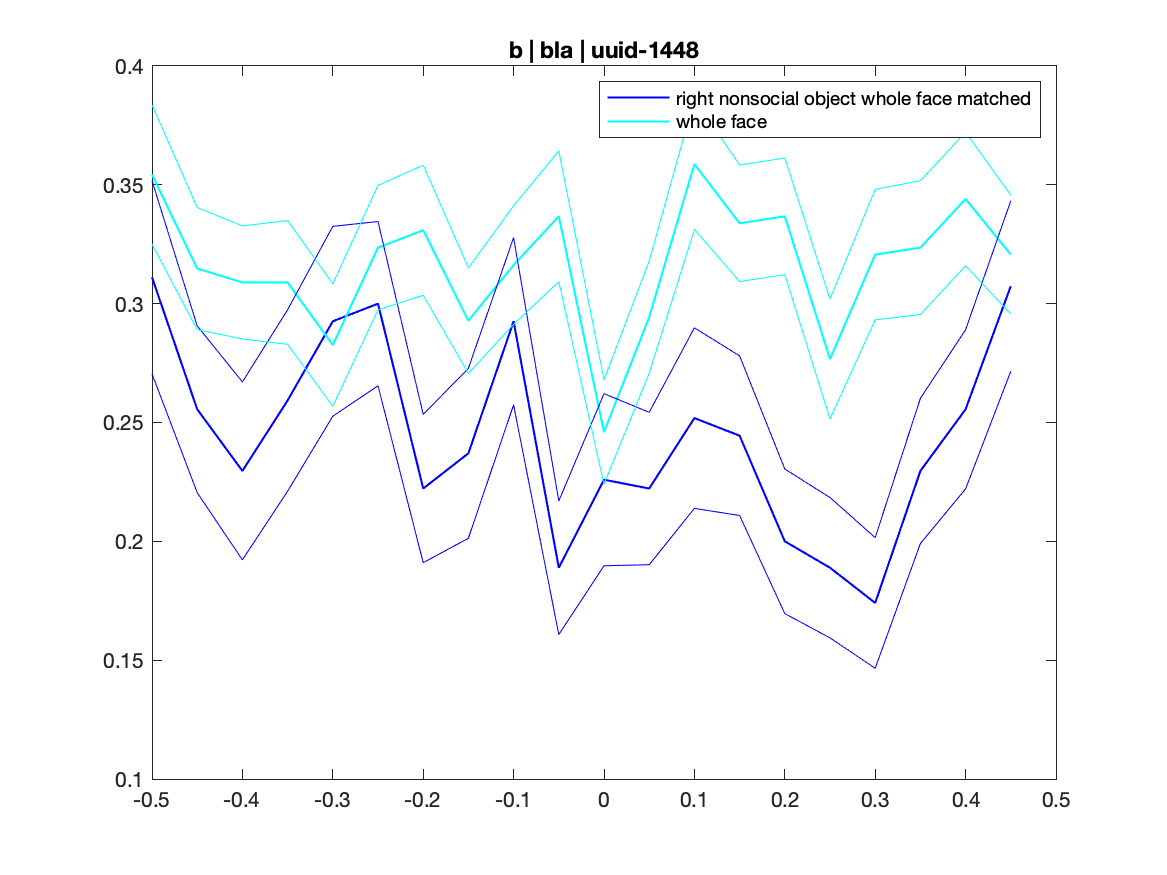 b | bla | uuid-1448
right nonsocial object whole face matched
whole face
0.4
0.35
0.3
0.25
0.2
0.15
0.1
-0.5 -0.4 -0.3 -0.2 -0.1 0 0.1 0.2 0.3 0.4 0.5